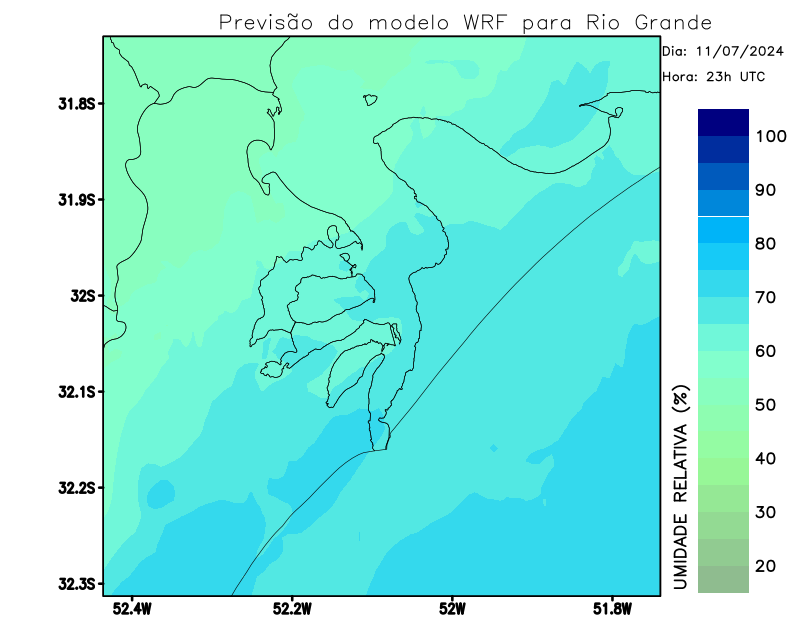 Previsão do modelo WRF para Rio Grande
Dia: 11/07/2024
Hora: 23h UTC
31.8S
31.9S
32S
32.1S
32.2S
32.3S
52.4W
52.2W
52W
51.8W
UMIDADE RELATIVA (%)
100
90
80
70
60
50
40
30
20